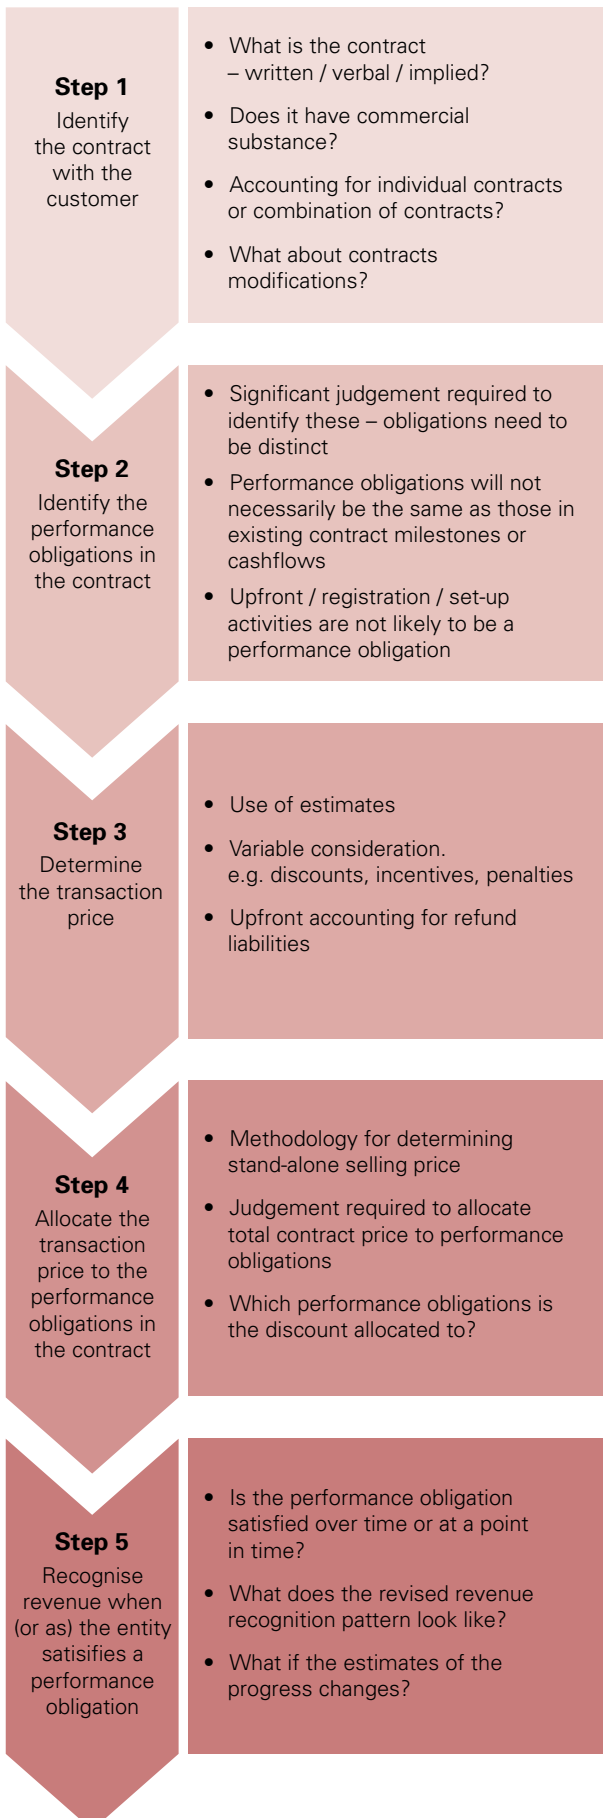 Step 1
Identify
the contract
with the
customer
• What is the contract
– written / verbal / implied?
• Does it have commercial
substance?
• Accounting for individual contracts
or combination of contracts?
• What about contracts
modifications?
Step 2
Identify the
performance
obligations in
the contract
• Significant judgement required to
identify these – obligations need to
be distinct
• Performance obligations will not
necessarily be the same as those in
existing contract milestones or
cashflows
• Upfront / registration / set-up
activities are not likely to be a
performance obligation
Step 3
Determine
the transaction
price
• Use of estimates
• Variable consideration.
e.g. discounts, incentives, penalties
• Upfront accounting for refund
liabilities
Step 4
Allocate the
transaction
price to the
performance
obligations in
the contract
• Methodology for determining
stand-alone selling price
• Judgement required to allocate
total contract price to performance
obligations
• Which performance obligations is
the discount allocated to?
Step 5
Recognise
revenue when
(or as) the entity
satisifies a
performance
obligation
• Is the performance obligation
satisfied over time or at a point
in time?
• What does the revised revenue
recognition pattern look like?
• What if the estimates of the
progress changes?